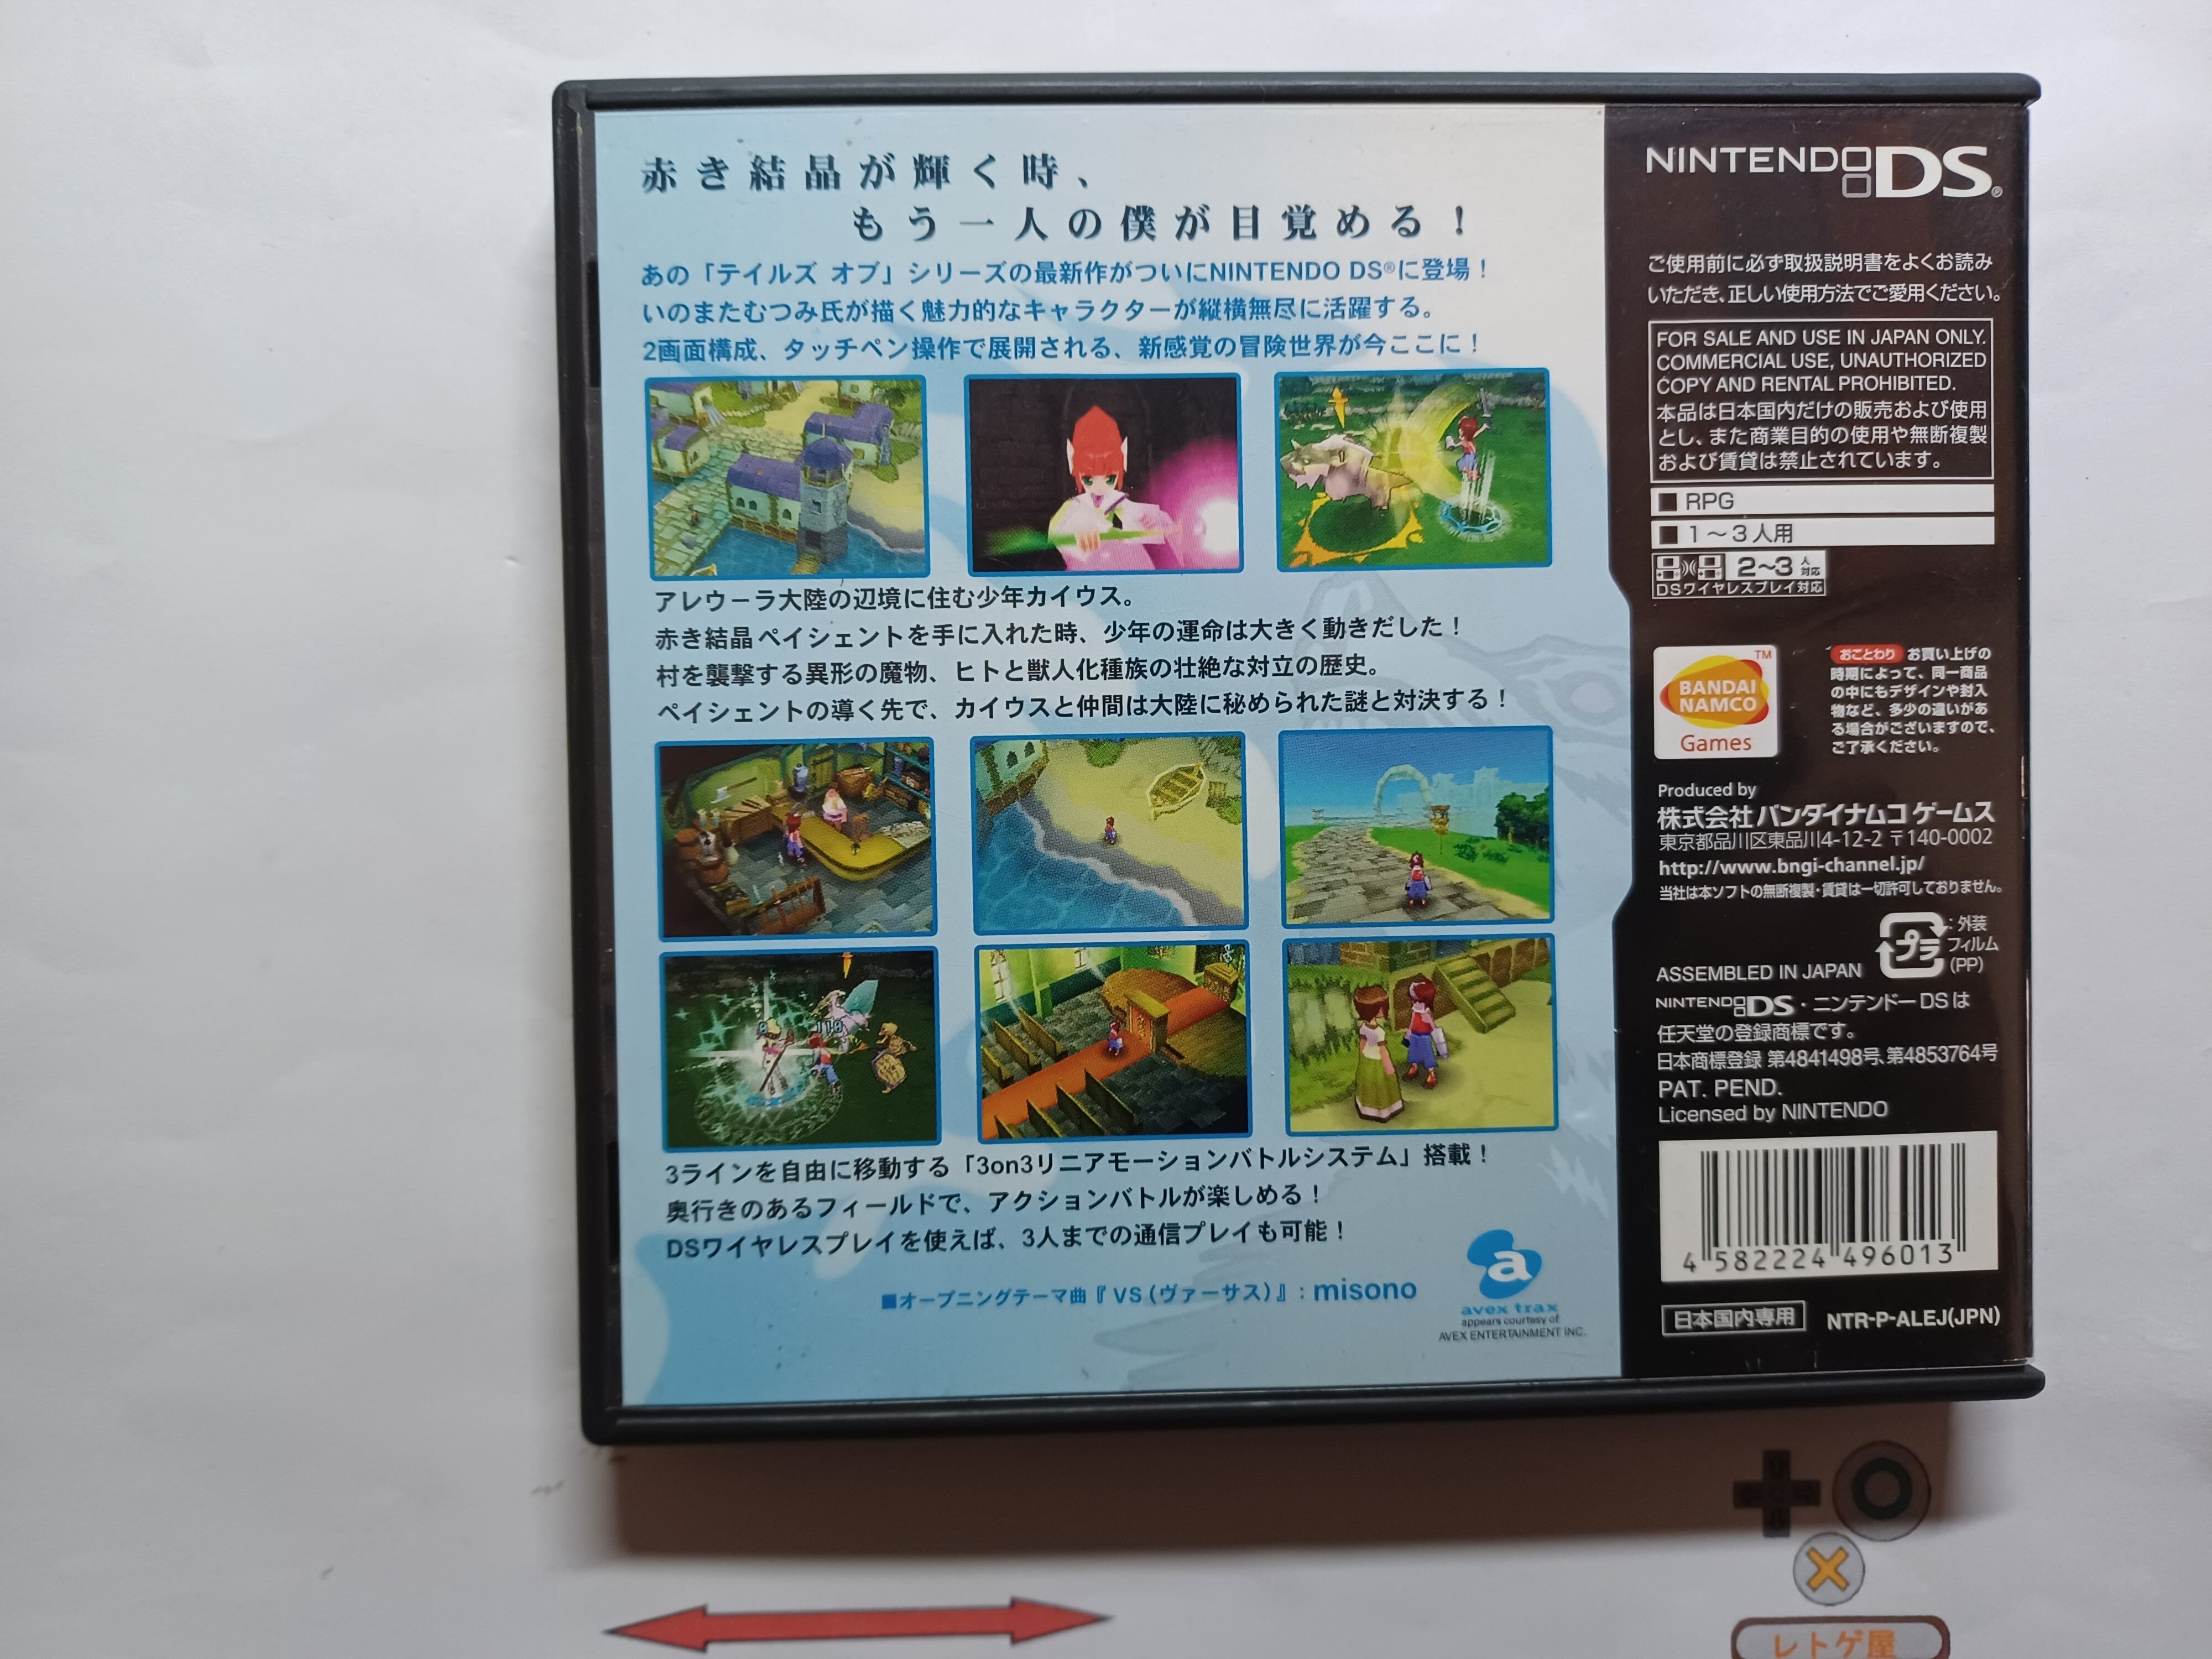 赤き結晶が輝く時、
もう一人の僕が目覚める！
あの「テイルズ オブ」シリーズの最新作がついにNINTENDO DS®に登場！
いのまたむつみ氏が描く魅力的なキャラクターが縦横無尽に活躍する。
2画面構成、タッチペン操作で展開される、新感覚の冒険世界が今ここに！
アレウーラ大陸の辺境に住む少年カイウス。
赤き結晶ペイシェントを手に入れた時、少年の運命は大きく動きだした！
村を襲撃する異形の魔物、ヒトと獣人化種族の壮絶な対立の歴史。
ペイシェントの導く先で、カイウスと仲間は大陸に秘められた謎と対決する！
3ラインを自由に移動する「3on3リニアモーションバトルシステム」搭載！
奥行きのあるフィールドで、アクションバトルが楽しめる！
DSワイヤレスプレイを使えば、3人までの通信プレイも可能！
■オープニングテーマ曲『VS（ヴァーサス）』：misono
a
avex trax
appears courtesy of
AVEX ENTERTAINMENT INC.
NINTENDO DS®
ご使用前に必ず取扱説明書をよくお読み
いただき、正しい使用方法でご愛用ください。
FOR SALE AND USE IN JAPAN ONLY.
COMMERCIAL USE, UNAUTHORIZED
COPY AND RENTAL PROHIBITED.
本品は日本国内だけの販売および使用
とし、また商業目的の使用や無断複製
および賃貸は禁止されています。
■ RPG
■ 1～3人用
2~3人対応
DSワイヤレスプレイ対応
BANDAI
NAMCO
Games
TM
おことわり お買い上げの
時期によって、同一商品
の中にもデザインや封入
物など、多少の違いがあ
る場合がございますので、
ご了承ください。
Produced by
株式会社 バンダイナムコ ゲームス
東京都品川区東品川4-12-2 〒140-0002
http://www.bngi-channel.jp/
当社は本ソフトの無断複製・賃貸は一切許可しておりません。
プラ ：外装
フィルム
(PP)
ASSEMBLED IN JAPAN
NINTENDO DS・ニンテンドーDSは
任天堂の登録商標です。
日本商標登録 第4841498号、第4853764号
PAT. PEND.
Licensed by NINTENDO
4 582224 496013
日本国内専用 NTR-P-ALEJ(JPN)
レトゲ屋